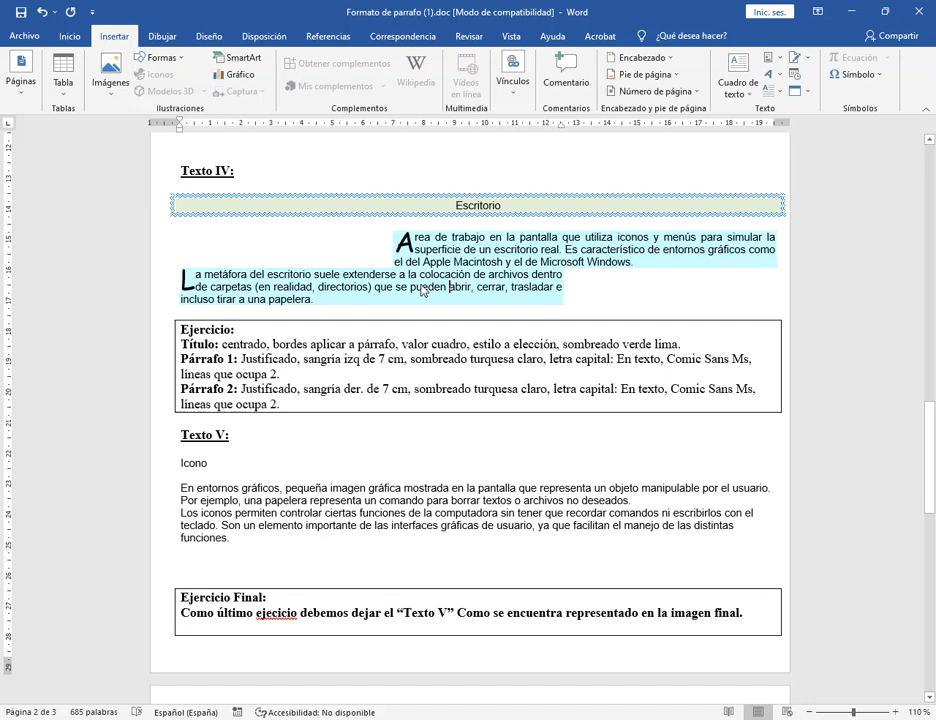 Formato de parrafo (1).doc [Modo de compatibilidad] - Word
Inic. ses.
Archivo Inicio Insertar Dibujar Diseño Disposición Referencias Correspondencia Revisar Vista Ayuda Acrobat ¿Qué desea hacer? Compartir
Páginas
Tabla
Tablas
Imágenes
Formas
Iconos
Modelos 3D
SmartArt
Gráfico
Captura
Ilustraciones
Obtener complementos
Mis complementos
W
Wikipedia
Complementos
Vídeos en línea
Multimedia
Vínculos
Comentario
Comentarios
Encabezado
Pie de página
Número de página
Encabezado y pie de página
Cuadro de texto
Texto
Ecuación
Símbolo
Símbolos
Texto IV:
Escritorio
Area de trabajo en la pantalla que utiliza iconos y menús para simular la
superficie de un escritorio real. Es característico de entornos gráficos como
el del Apple Macintosh y el de Microsoft Windows.
La metáfora del escritorio suele extenderse a la colocación de archivos dentro
de carpetas (en realidad, directorios) que se pueden abrir, cerrar, trasladar e
incluso tirar a una papelera.
Ejercicio:
Título: centrado, bordes aplicar a párrafo, valor cuadro, estilo a elección, sombreado verde lima.
Párrafo 1: Justificado, sangría izq de 7 cm, sombreado turquesa claro, letra capital: En texto, Comic Sans Ms,
líneas que ocupa 2.
Párrafo 2: Justificado, sangría der. de 7 cm, sombreado turquesa claro, letra capital: En texto, Comic Sans Ms,
líneas que ocupa 2.
Texto V:
Icono
En entornos gráficos, pequeña imagen gráfica mostrada en la pantalla que representa un objeto manipulable por el usuario.
Por ejemplo, una papelera representa un comando para borrar textos o archivos no deseados.
Los iconos permiten controlar ciertas funciones de la computadora sin tener que recordar comandos ni escribirlos con el
teclado. Son un elemento importante de las interfaces gráficas de usuario, ya que facilitan el manejo de las distintas
funciones.
Ejercicio Final:
Como último ejecicio debemos dejar el “Texto V” Como se encuentra representado en la imagen final.
Página 2 de 3 685 palabras Español (España) Accesibilidad: No disponible 110 %